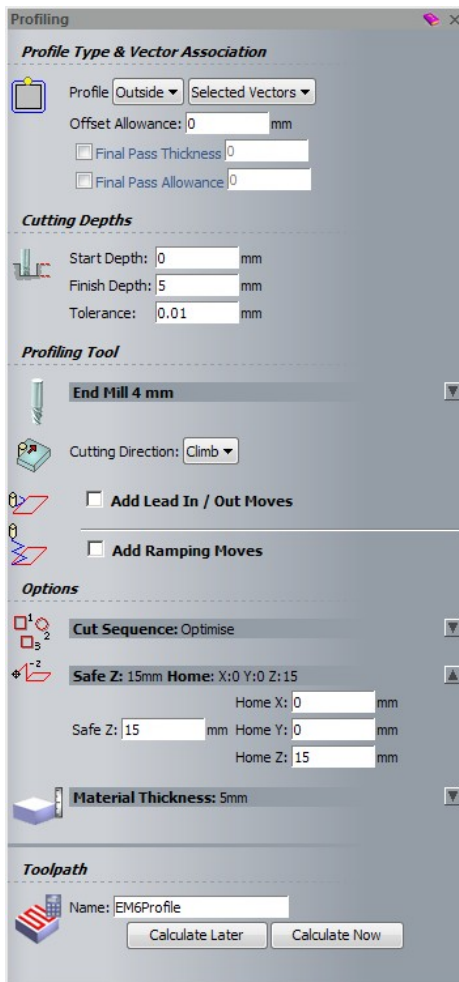 Profiling
Profile Type & Vector Association
Profile Outside Selected Vectors
Offset Allowance: 0 mm
Final Pass Thickness 0
Final Pass Allowance 0
Cutting Depths
Start Depth: 0 mm
Finish Depth: 5 mm
Tolerance: 0.01 mm
Profiling Tool
End Mill 4 mm
Cutting Direction: Climb
Add Lead In / Out Moves
Add Ramping Moves
Options
Cut Sequence: Optimise
Safe Z: 15mm Home: X:0 Y:0 Z:15
Home X: 0 mm
Safe Z: 15 mm Home Y: 0 mm
Home Z: 15 mm
Material Thickness: 5mm
Toolpath
Name: EM6Profile
Calculate Later Calculate Now